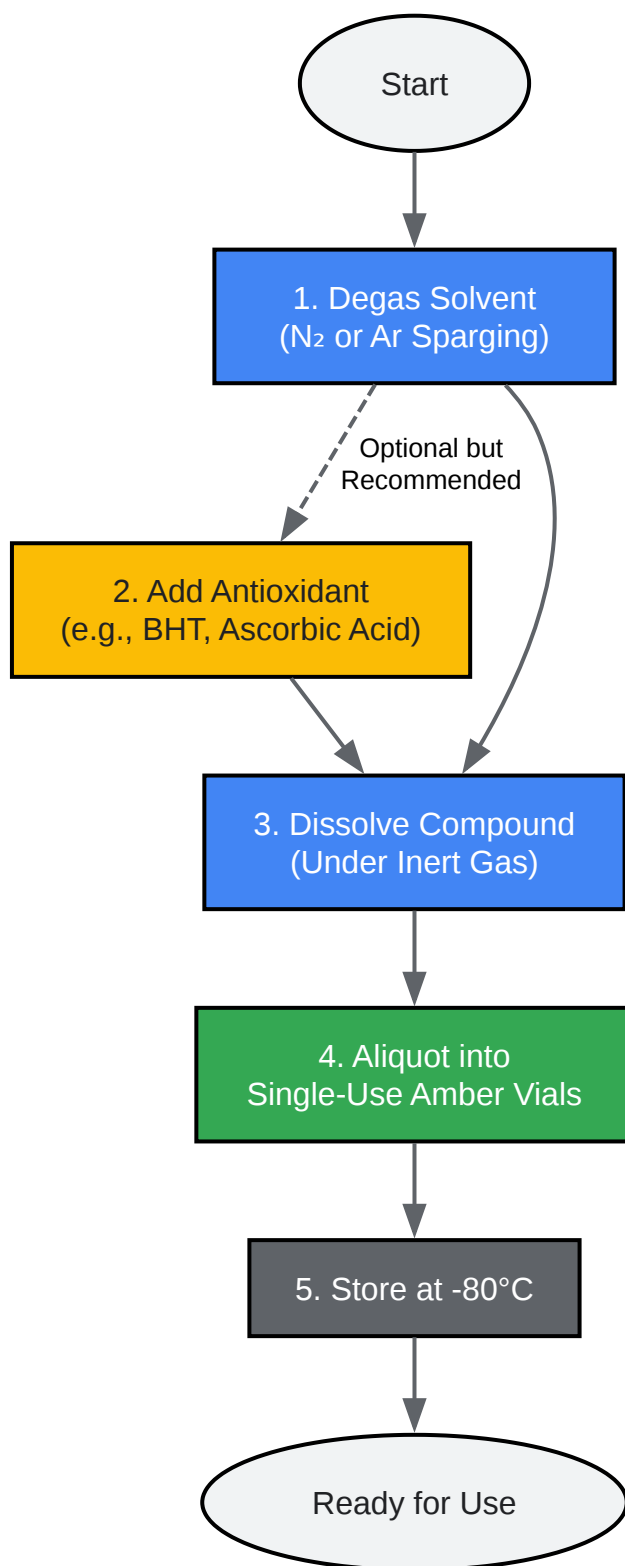 Start
1. Degas Solvent
(N₂ or Ar Sparging)
Optional but
Recommended
2. Add Antioxidant
(e.g., BHT, Ascorbic Acid)
3. Dissolve Compound
(Under Inert Gas)
4. Aliquot into
Single-Use Amber Vials
5. Store at -80°C
Ready for Use